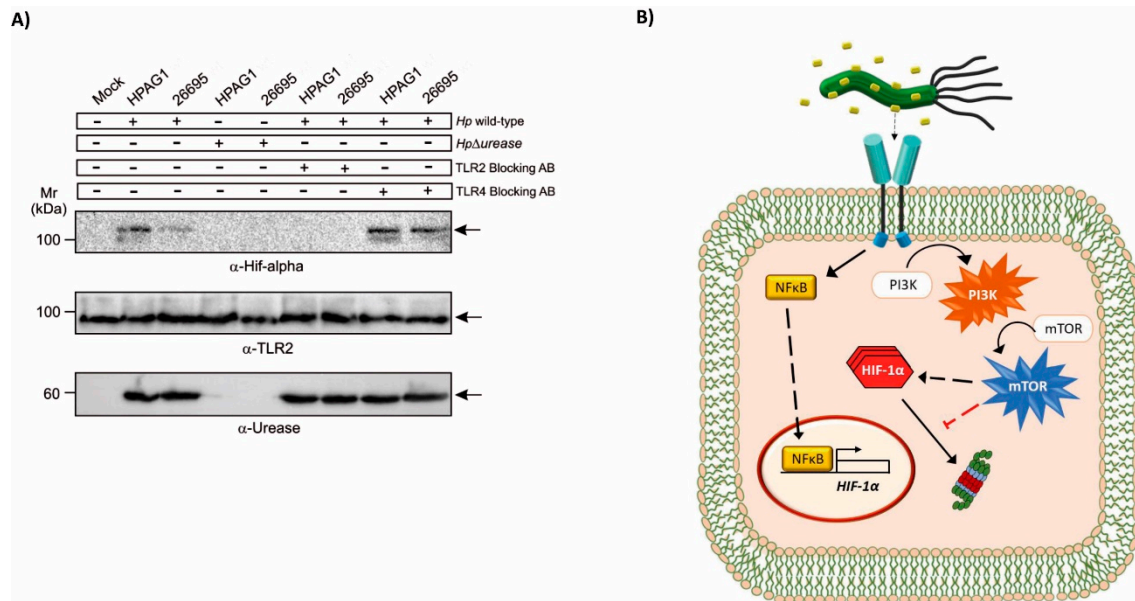 A)
Mock
HPAG1
26695
HPAG1
26695
HPAG1
26695
HPAG1
26695
– + + – – + + + + Hp wild-type
– – – + + – – – – HpΔurease
– – – – – + + – – TLR2 Blocking AB
– – – – – – – + + TLR4 Blocking AB
Mr
(kDa)
100
α-Hif-alpha
100
α-TLR2
60
α-Urease
B)
NFκB
PI3K
PI3K
mTOR
HIF-1α
mTOR
NFκB
HIF-1α